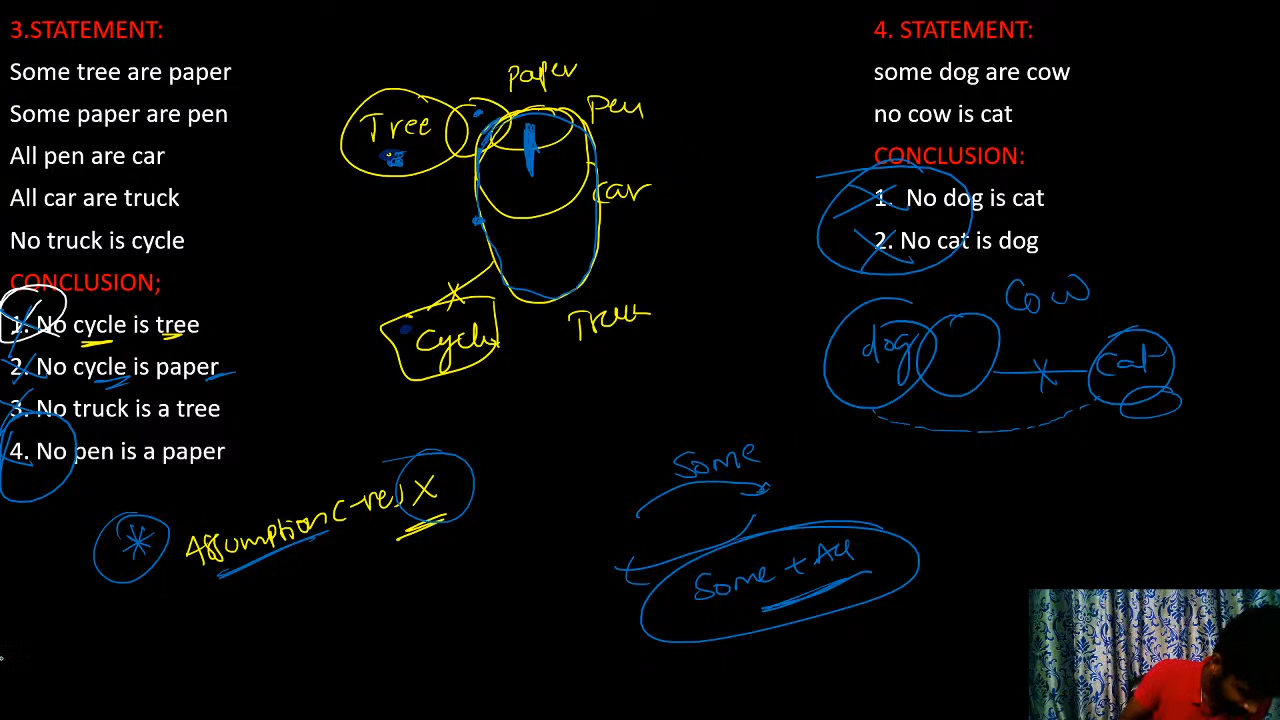 3.STATEMENT:
Some tree are paper
Some paper are pen
All pen are car
All car are truck
No truck is cycle
CONCLUSION;
1. No cycle is tree
2. No cycle is paper
3. No truck is a tree
4. No pen is a paper
Paper
Tree
Pen
Car
Cycle
Truck
Assumption (-ve) X
4. STATEMENT:
some dog are cow
no cow is cat
CONCLUSION:
1. No dog is cat
2. No cat is dog
Cow
dog
cat
Some
Some + All